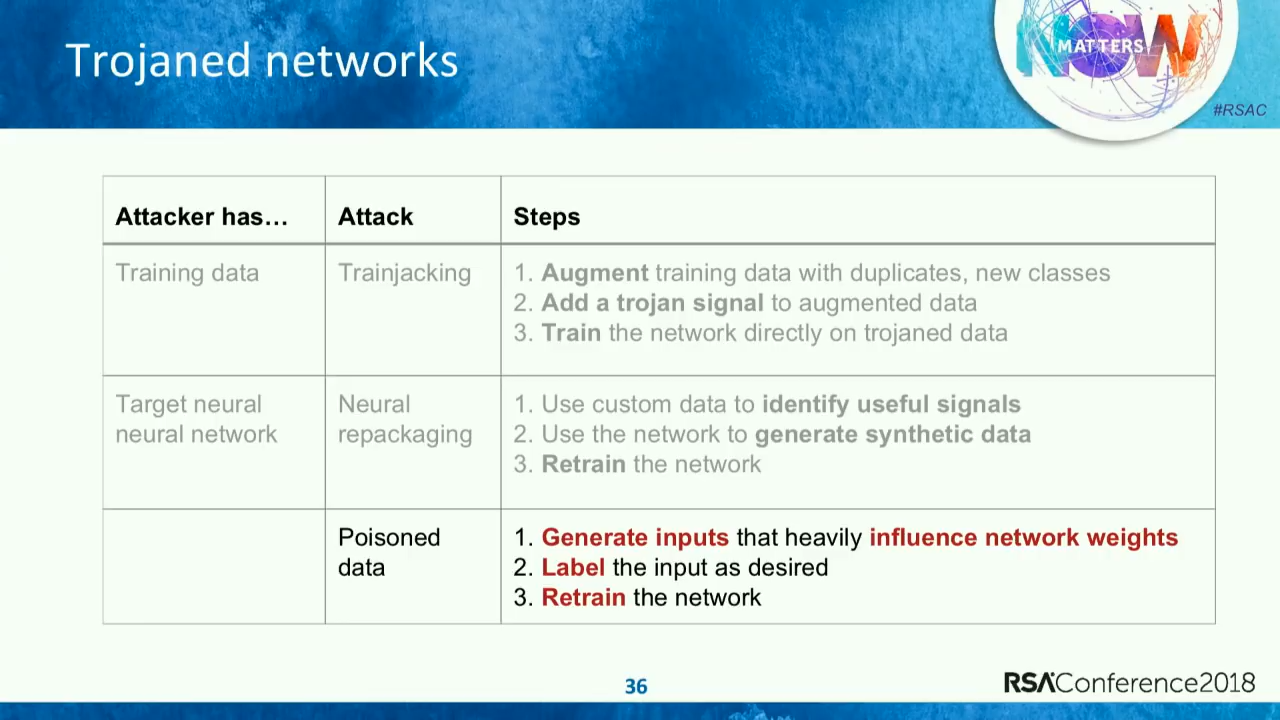 Trojaned networks
NOW
MATTERS
#RSAC
Attacker has… Attack Steps
Training data Trainjacking 1. Augment training data with duplicates, new classes
2. Add a trojan signal to augmented data
3. Train the network directly on trojaned data
Target neural Neural 1. Use custom data to identify useful signals
neural network repackaging 2. Use the network to generate synthetic data
3. Retrain the network
Poisoned 1. Generate inputs that heavily influence network weights
data 2. Label the input as desired
3. Retrain the network
36
RSAConference2018